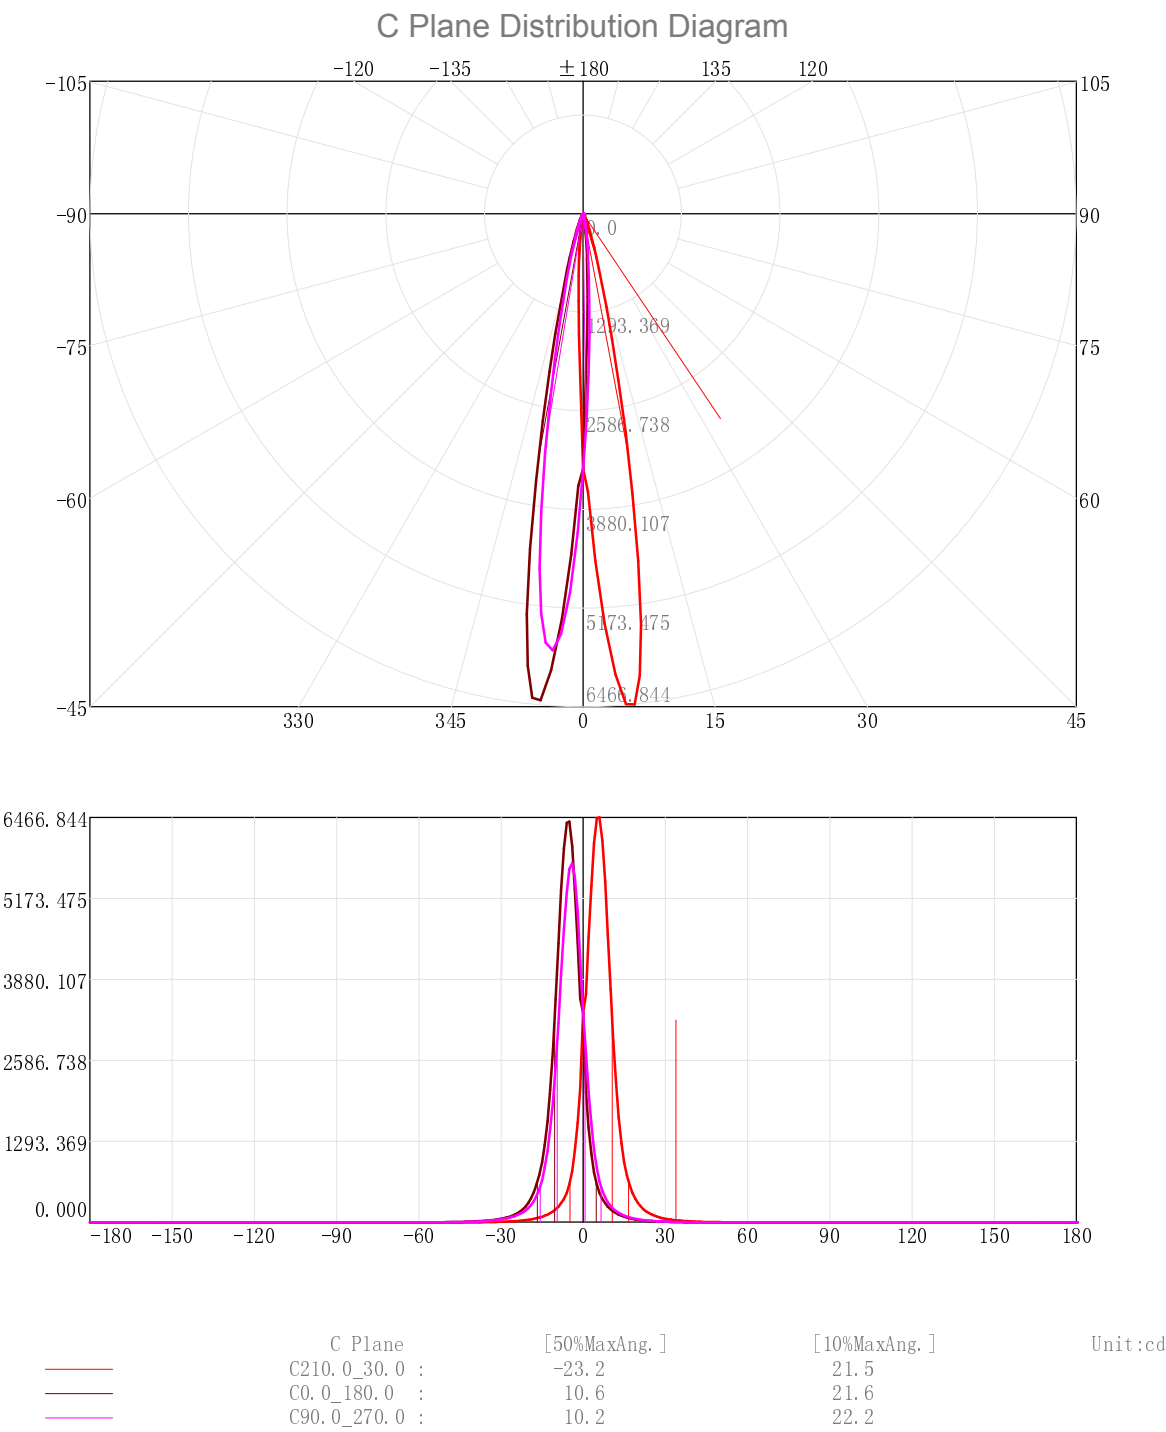 C Plane Distribution Diagram
-120 -135 ±180 135 120
-105 105
-90 90
0.0
1293.369
-75 75
2586.738
-60 60
3880.107
5173.475
6466.844
-45
330 345 0 15 30 45
6466.844
5173.475
3880.107
2586.738
1293.369
0.000
-180 -150 -120 -90 -60 -30 0 30 60 90 120 150 180
C Plane [50%MaxAng.] [10%MaxAng.] Unit:cd
C210.0_30.0 : -23.2 21.5
C0.0_180.0 : 10.6 21.6
C90.0_270.0 : 10.2 22.2